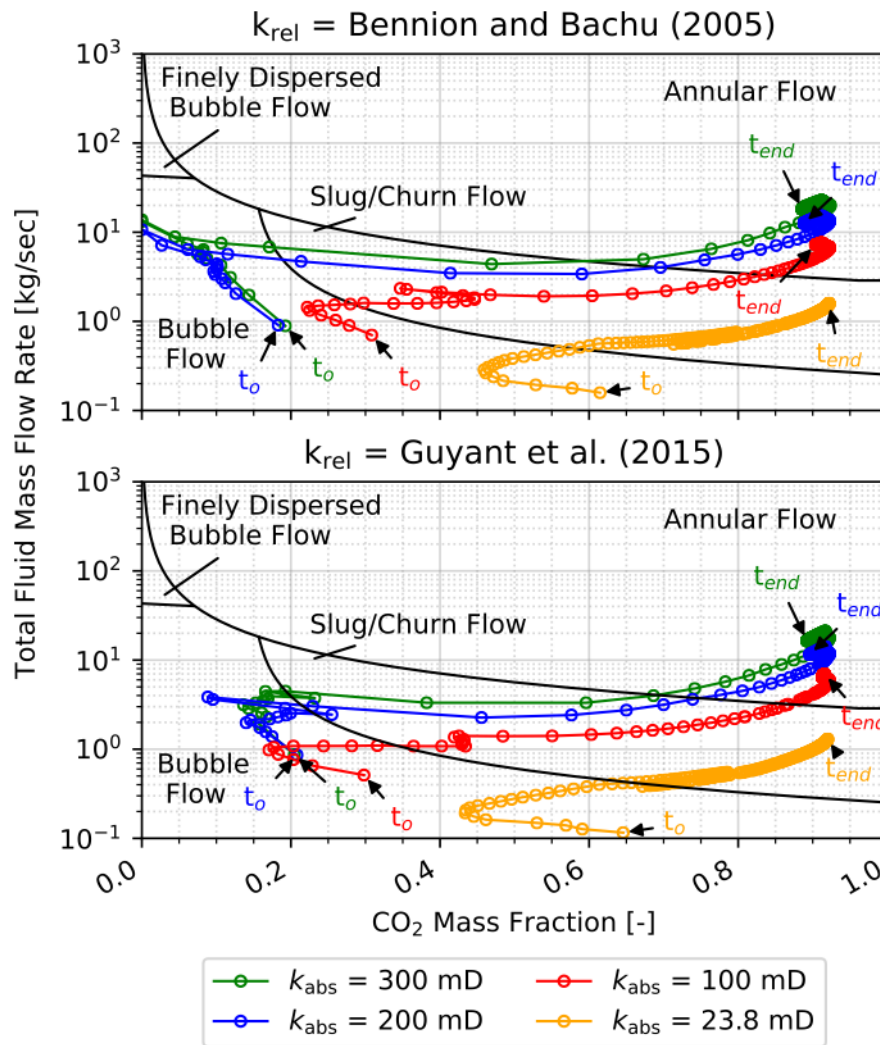 k_rel = Bennion and Bachu (2005)
10^3
10^2
10^1
10^0
10^−1
Finely Dispersed
Bubble Flow
Annular Flow
Slug/Churn Flow
Bubble
Flow
t_end
t_end
t_end
t_end
t_o
t_o
t_o
t_o
Total Fluid Mass Flow Rate [kg/sec]
k_rel = Guyant et al. (2015)
10^3
10^2
10^1
10^0
10^−1
Finely Dispersed
Bubble Flow
Annular Flow
Slug/Churn Flow
Bubble
Flow
t_end
t_end
t_end
t_end
t_o
t_o
t_o
t_o
0.0 0.2 0.4 0.6 0.8 1.0
CO₂ Mass Fraction [-]
k_abs = 300 mD
k_abs = 200 mD
k_abs = 100 mD
k_abs = 23.8 mD